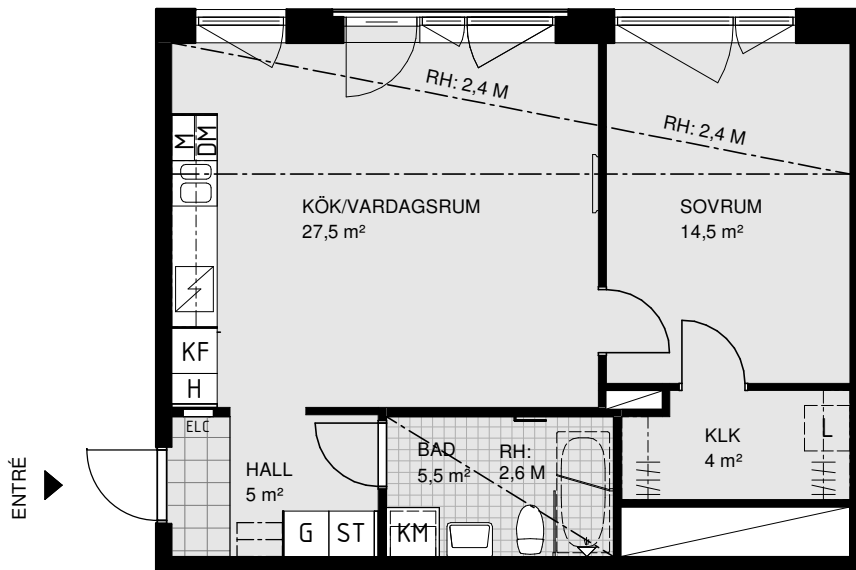 RH: 2,4 M
RH: 2,4 M
M
DM
KÖK/VARDAGSRUM
27,5 m²
SOVRUM
14,5 m²
KF
H
ELC
ENTRÉ
HALL
5 m²
BAD
5,5 m²
RH:
2,6 M
KLK
4 m²
L
G
ST
KM